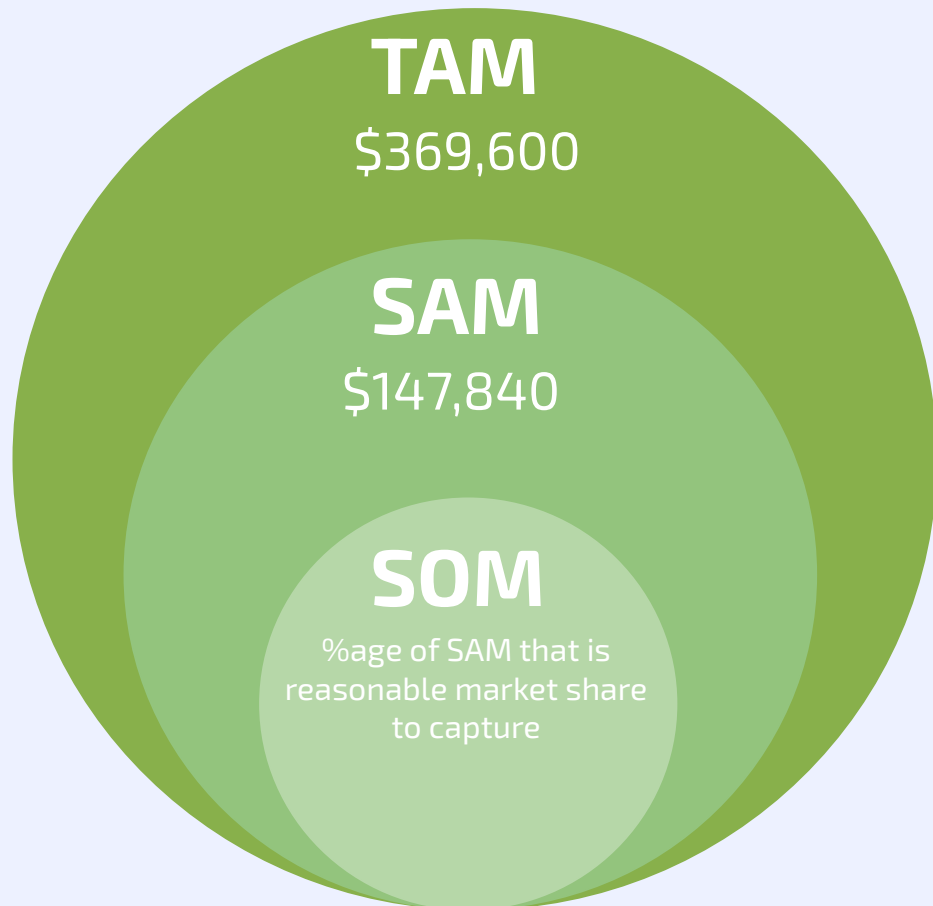 TAM
$369,600
SAM
$147,840
SOM
%age of SAM that is
reasonable market share
to capture